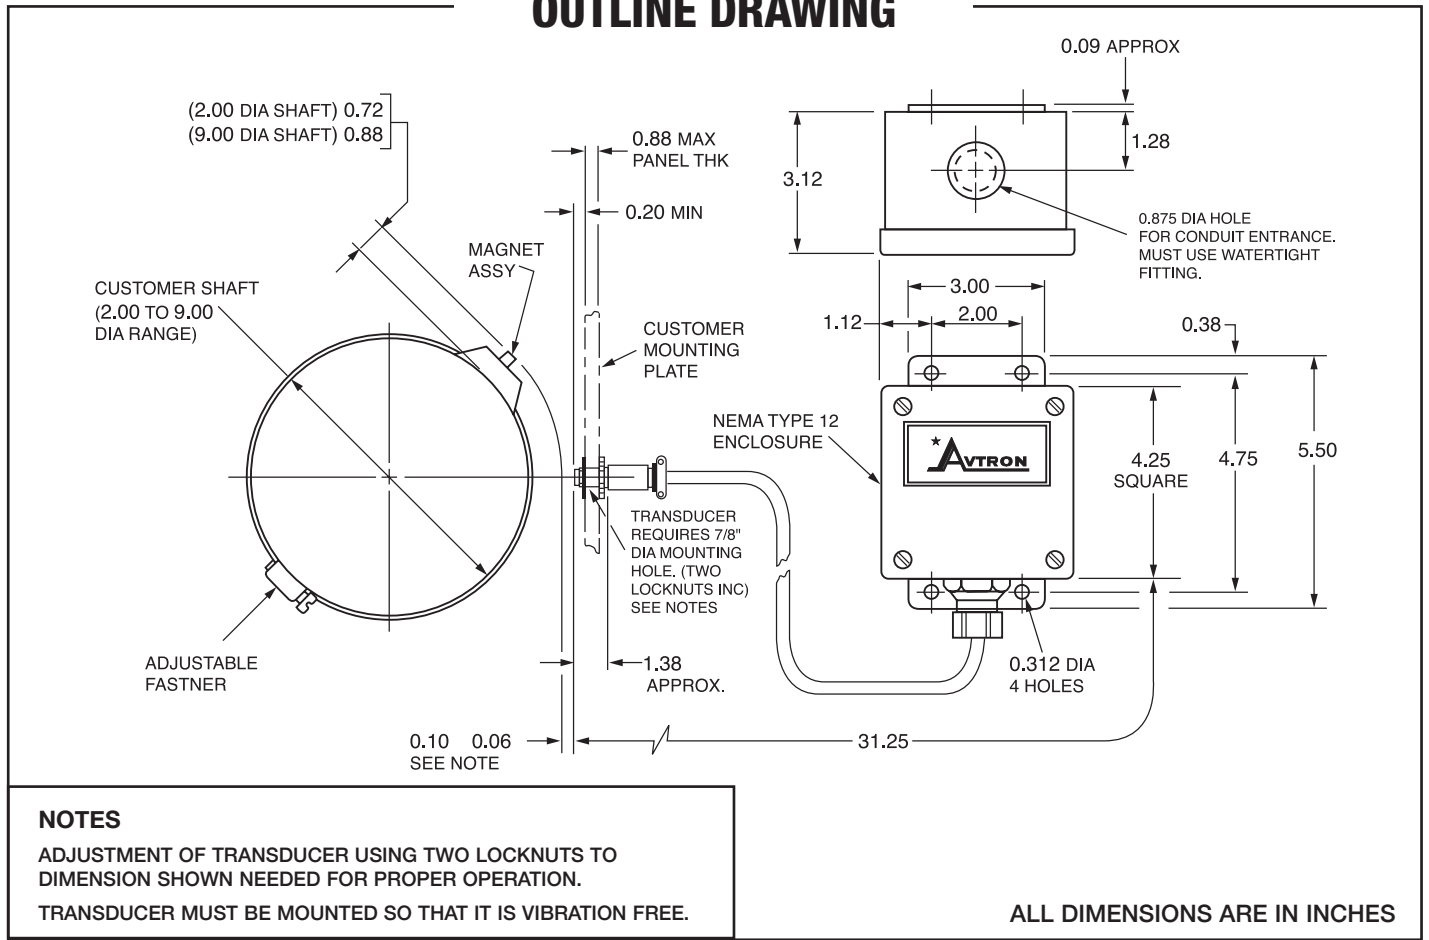 OUTLINE DRAWING
0.09 APPROX
(2.00 DIA SHAFT) 0.72
(9.00 DIA SHAFT) 0.88
0.88 MAX
PANEL THK
1.28
3.12
0.20 MIN
0.875 DIA HOLE
FOR CONDUIT ENTRANCE.
MUST USE WATERTIGHT
FITTING.
MAGNET
ASSY
CUSTOMER SHAFT
(2.00 TO 9.00
DIA RANGE)
3.00
2.00
1.12
0.38
CUSTOMER
MOUNTING
PLATE
NEMA TYPE 12
ENCLOSURE
AVTRON
4.25
SQUARE
4.75
5.50
TRANSDUCER
REQUIRES 7/8"
DIA MOUNTING
HOLE. (TWO
LOCKNUTS INC)
SEE NOTES
ADJUSTABLE
FASTNER
1.38
APPROX.
0.312 DIA
4 HOLES
0.10 0.06
SEE NOTE
31.25
NOTES
ADJUSTMENT OF TRANSDUCER USING TWO LOCKNUTS TO
DIMENSION SHOWN NEEDED FOR PROPER OPERATION.
TRANSDUCER MUST BE MOUNTED SO THAT IT IS VIBRATION FREE.
ALL DIMENSIONS ARE IN INCHES